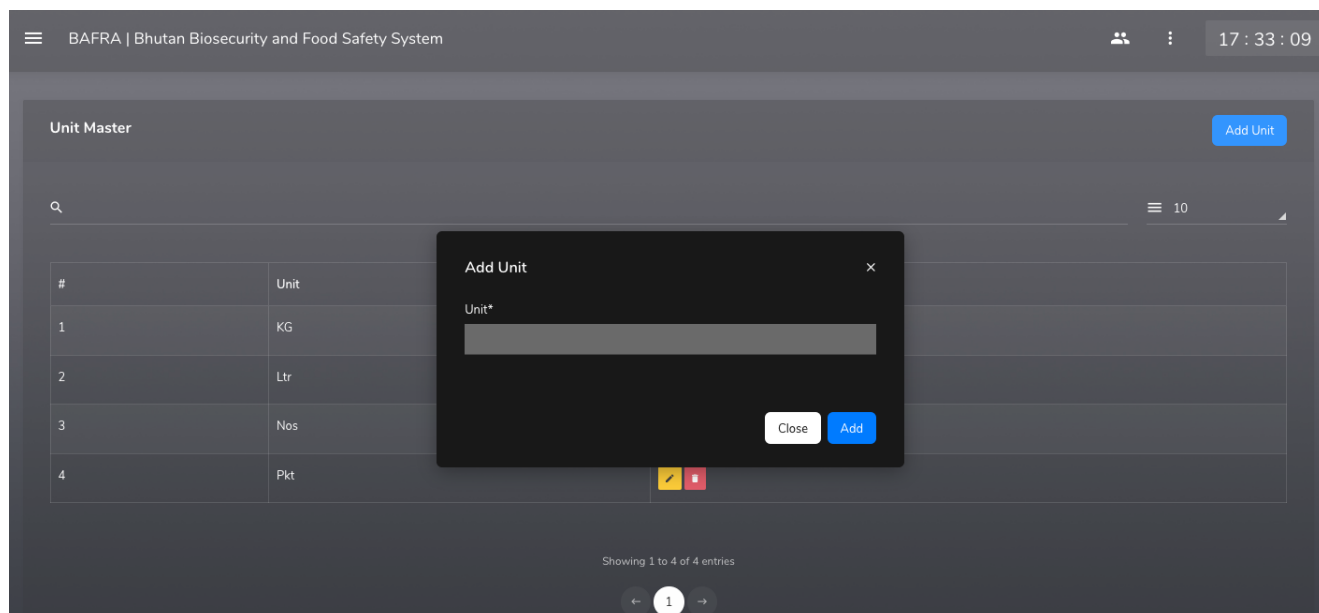 BAFRA | Bhutan Biosecurity and Food Safety System
17 : 33 : 09
Unit Master
Add Unit
10
# Unit
1 KG
2 Ltr
3 Nos
4 Pkt
Add Unit ×
Unit*
Close Add
Showing 1 to 4 of 4 entries
← 1 →